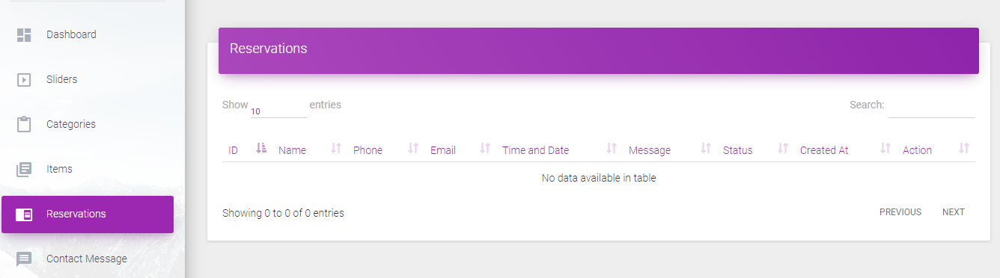 Dashboard
Sliders
Categories
Items
Reservations
Contact Message
Reservations
Show 10 entries
Search:
ID Name Phone Email Time and Date Message Status Created At Action
No data available in table
Showing 0 to 0 of 0 entries
PREVIOUS NEXT